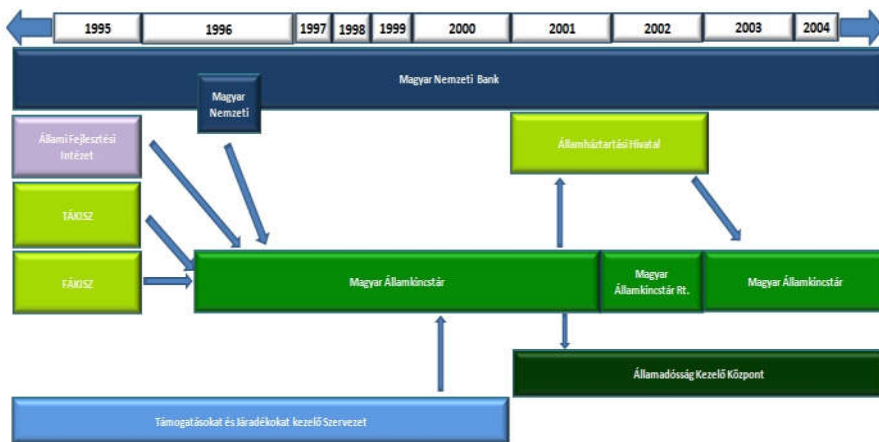 1995 1996 1997 1998 1999 2000 2001 2002 2003 2004
Magyar Nemzeti Bank
Magyar
Nemzeti
Állami Fejlesztési
Intézet
Államháztartási Hivatal
TÁKISZ
FÁKISZ
Magyar Államkincstár
Magyar
Államkincstár Rt.
Magyar Államkincstár
Államadósság Kezelő Központ
Támogatásokat és Járadékokat kezelő Szervezet